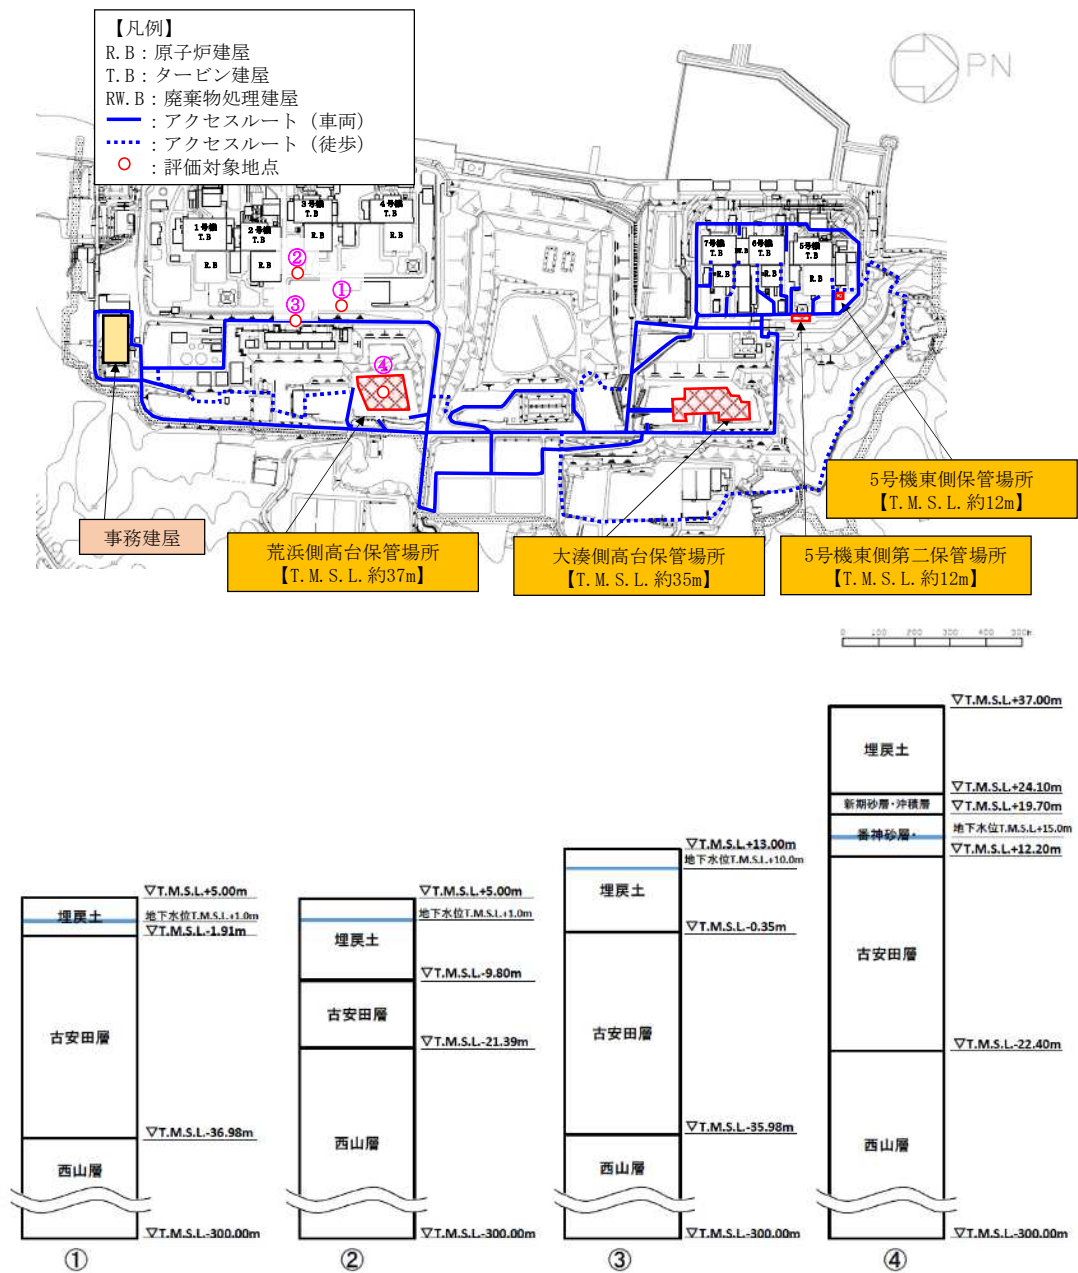 【凡例】
R.B：原子炉建屋
T.B：タービン建屋
RW.B：廃棄物処理建屋
：アクセスルート（車両）
：アクセスルート（徒歩）
：評価対象地点
PN
1号機
T.B
2号機
T.B
3号機
T.B
4号機
T.B
R.B
R.B
R.B
R.B
7号機
T.B
6号機
T.B
5号機
T.B
R.B
R.B
R.B
②
①
③
④
事務建屋
荒浜側高台保管場所
【T.M.S.L.約37m】
大湊側高台保管場所
【T.M.S.L.約35m】
5号機東側保管場所
【T.M.S.L.約12m】
5号機東側第二保管場所
【T.M.S.L.約12m】
0 100 200 300 400 500m
▽T.M.S.L.+5.00m
埋戻土
地下水位T.M.S.L+1.0m
▽T.M.S.L.-1.91m
古安田層
▽T.M.S.L.-36.98m
西山層
▽T.M.S.L.-300.00m
①
▽T.M.S.L.+5.00m
地下水位T.M.S.L+1.0m
埋戻土
▽T.M.S.L.-9.80m
古安田層
▽T.M.S.L.-21.39m
西山層
▽T.M.S.L.-300.00m
②
▽T.M.S.L.+13.00m
地下水位T.M.S.L+10.0m
埋戻土
▽T.M.S.L.-0.35m
古安田層
▽T.M.S.L.-35.98m
西山層
▽T.M.S.L.-300.00m
③
▽T.M.S.L.+37.00m
埋戻土
▽T.M.S.L.+24.10m
新期砂層・沖積層
▽T.M.S.L.+19.70m
番神砂層・
地下水位T.M.S.L+15.0m
▽T.M.S.L.+12.20m
古安田層
▽T.M.S.L.-22.40m
西山層
▽T.M.S.L.-300.00m
④